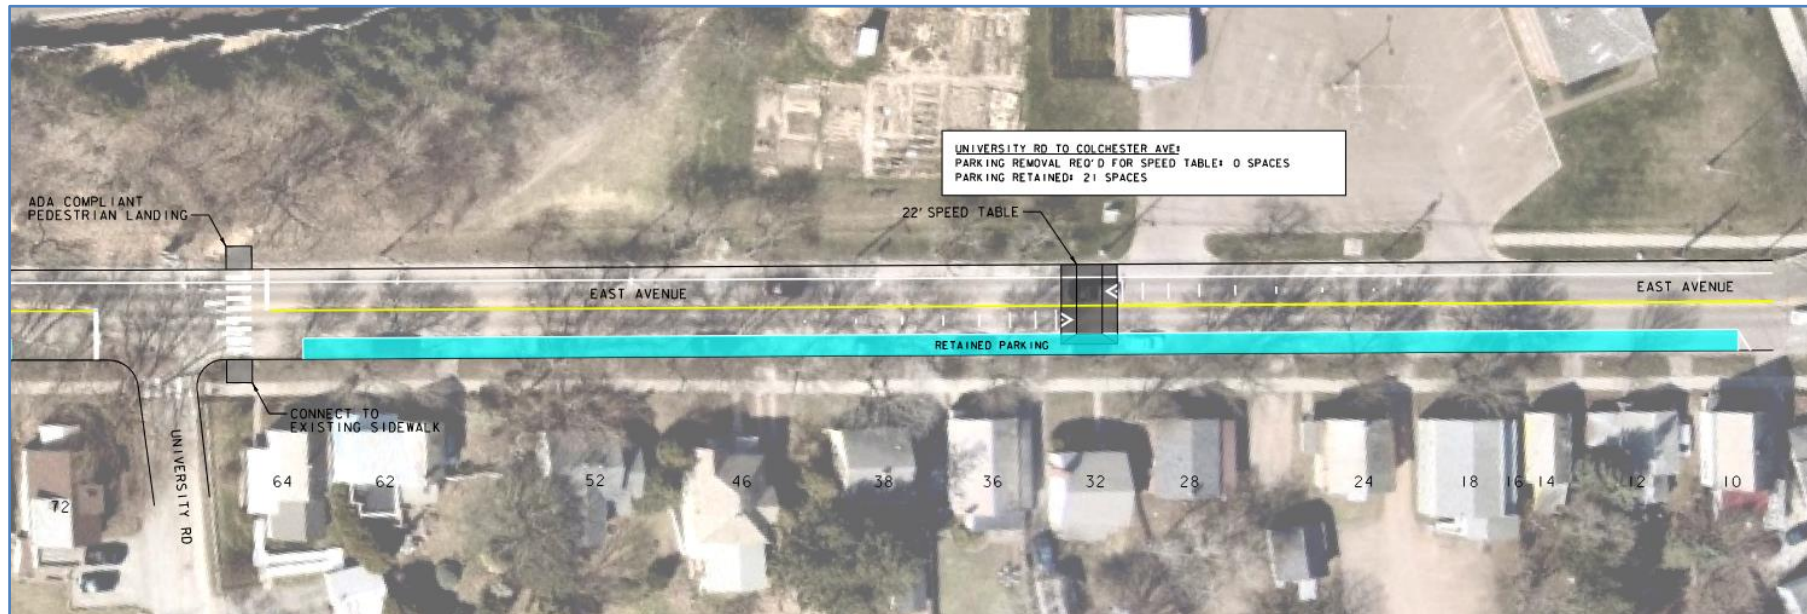 UNIVERSITY RD TO COLCHESTER AVE:
PARKING REMOVAL REQ'D FOR SPEED TABLE: 0 SPACES
PARKING RETAINED: 21 SPACES
ADA COMPLIANT
PEDESTRIAN LANDING
22' SPEED TABLE
EAST AVENUE
EAST AVENUE
RETAINED PARKING
CONNECT TO
EXISTING SIDEWALK
UNIVERSITY RD
72
64
62
52
46
38
36
32
28
24
18
16
14
12
10